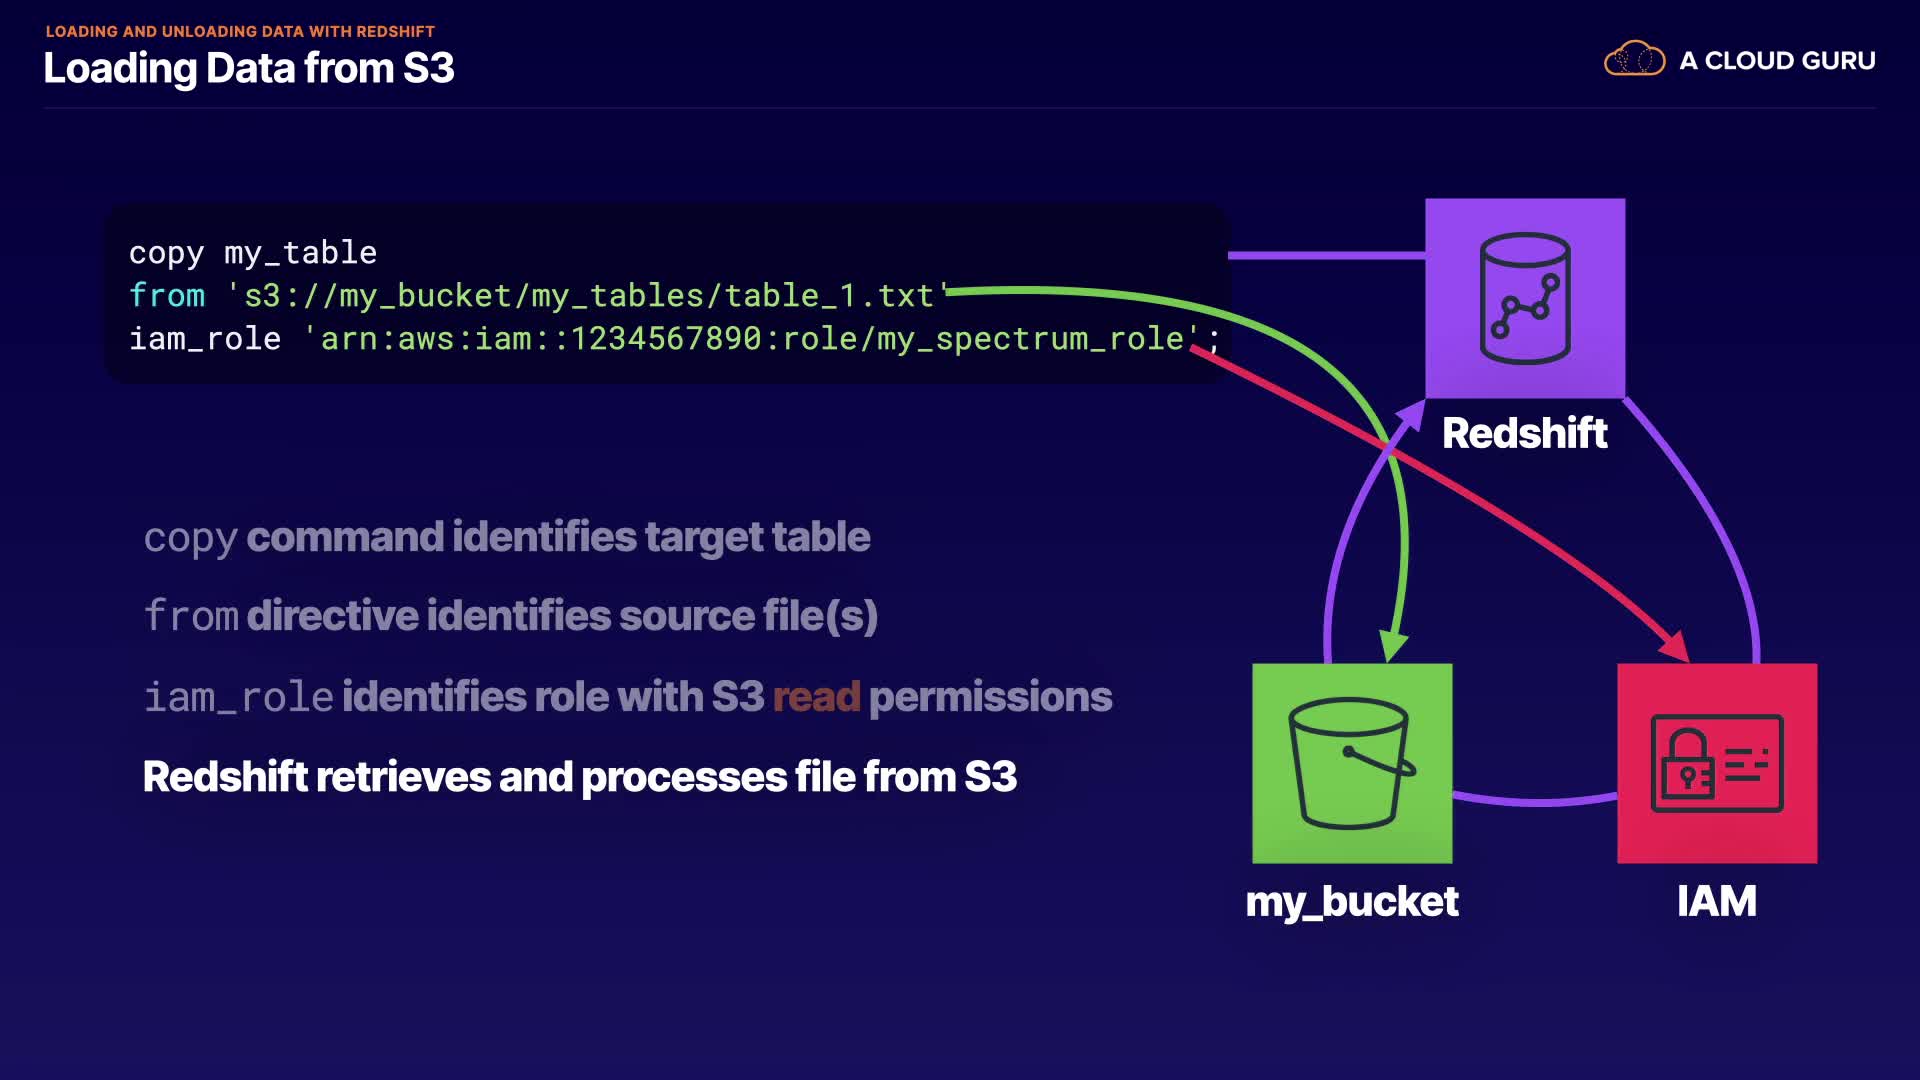 LOADING AND UNLOADING DATA WITH REDSHIFT
Loading Data from S3
A CLOUD GURU
copy my_table
from 's3://my_bucket/my_tables/table_1.txt'
iam_role 'arn:aws:iam::1234567890:role/my_spectrum_role';
Redshift
copy command identifies target table
from directive identifies source file(s)
iam_role identifies role with S3 read permissions
Redshift retrieves and processes file from S3
my_bucket
IAM